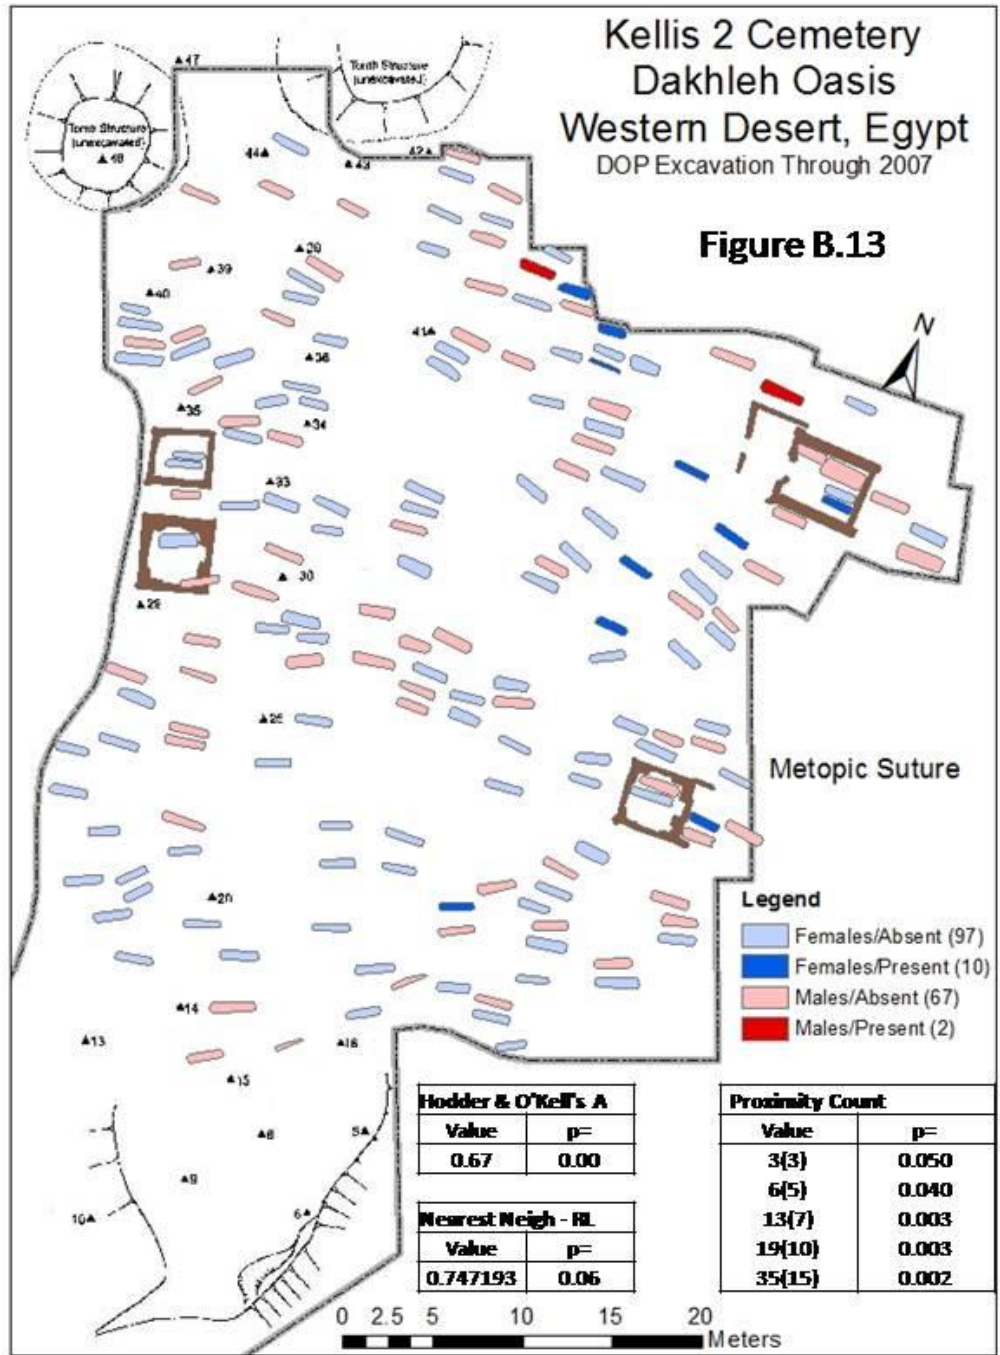 Kellis 2 Cemetery
Dakhleh Oasis
Western Desert, Egypt
DOP Excavation Through 2007
Figure B.13
47
Tomb Structure
(unexcavated)
Tomb Structure
(unexcavated)
44
43
42
N
39
40
41
36
35
34
33
30
29
25
Metopic Suture
20
Legend
Females/Absent (97)
Females/Present (10)
Males/Absent (67)
Males/Present (2)
14
13
16
15
8
5
9
10
6
Hodder & O'Kell's A
Value p=
0.67 0.00
Nearest Neigh - RL
Value p=
0.747193 0.06
Proximity Count
Value p=
3(3) 0.050
6(5) 0.040
13(7) 0.003
19(10) 0.003
35(15) 0.002
0 2.5 5 10 15 20
Meters